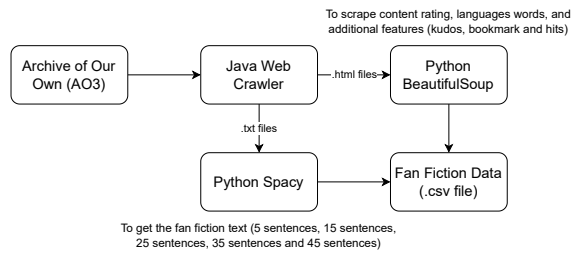 To scrape content rating, languages words, and
additional features (kudos, bookmark and hits)
Archive of Our
Own (AO3)
Java Web
Crawler
.html files
Python
BeautifulSoup
.txt files
Python Spacy
Fan Fiction Data
(.csv file)
To get the fan fiction text (5 sentences, 15 sentences,
25 sentences, 35 sentences and 45 sentences)